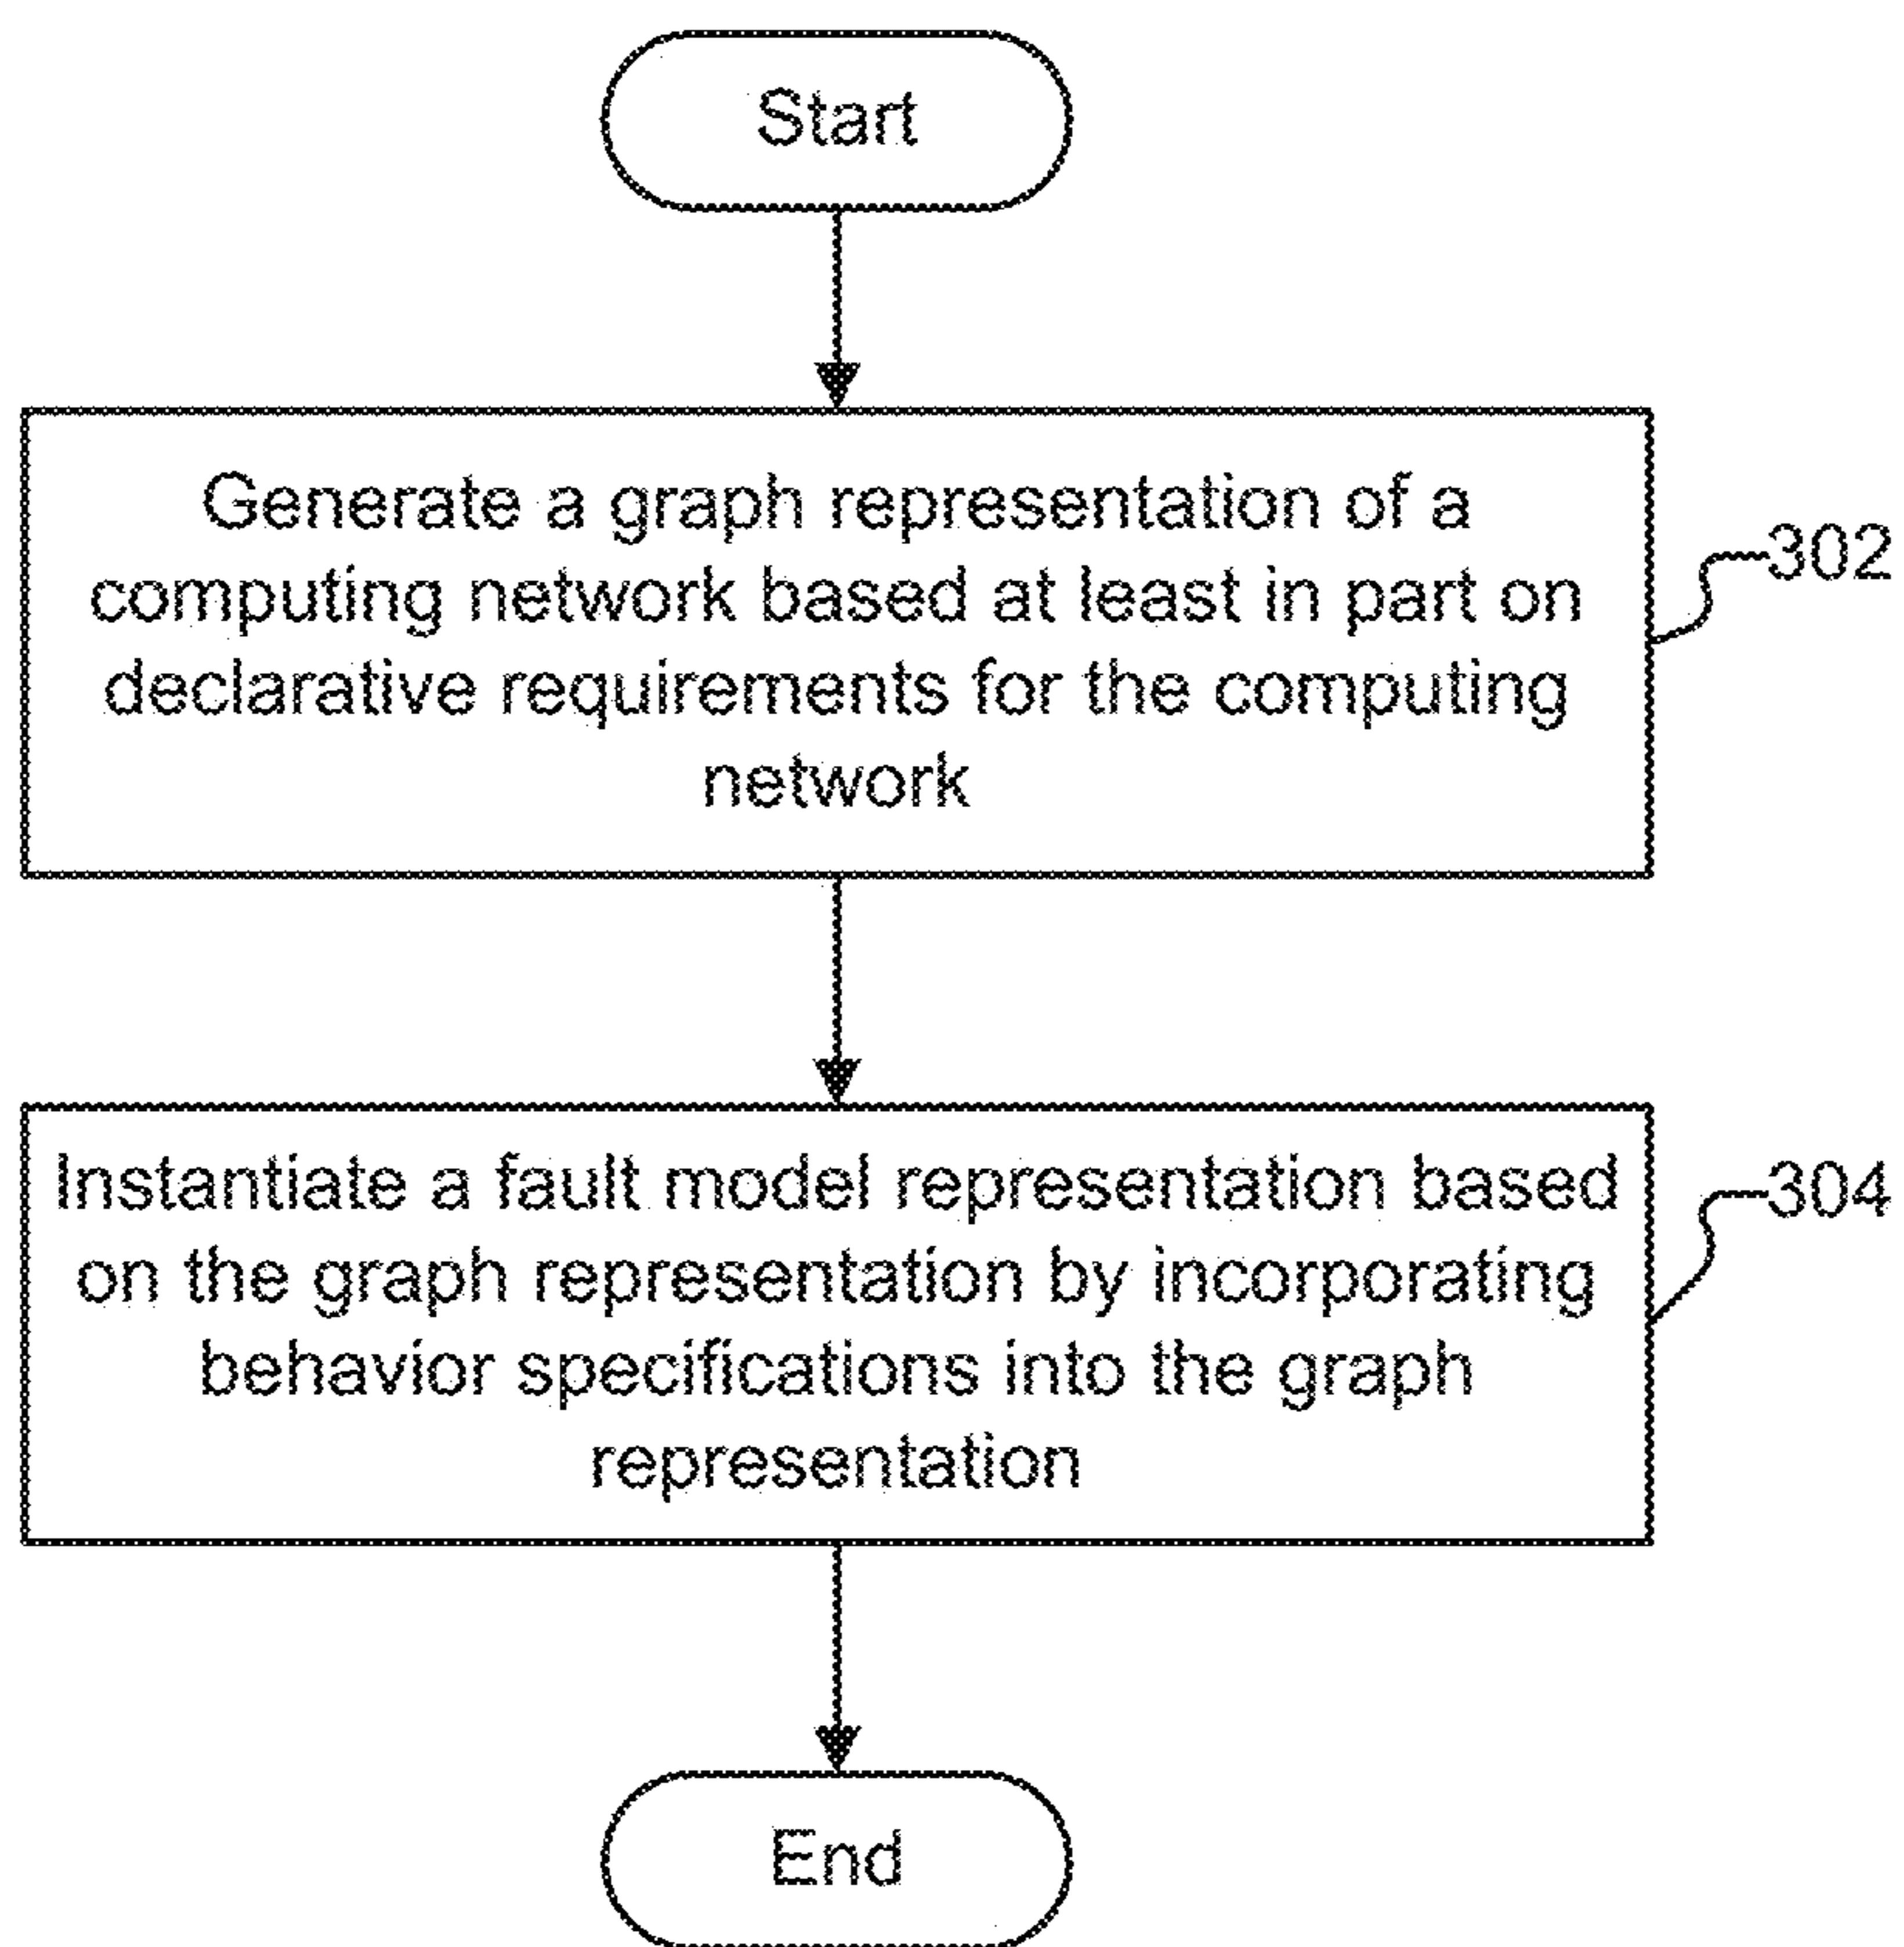 Start
Generate a graph representation of a
computing network based at least in part on
declarative requirements for the computing
network
302
Instantiate a fault model representation based
on the graph representation by incorporating
behavior specifications into the graph
representation
304
End